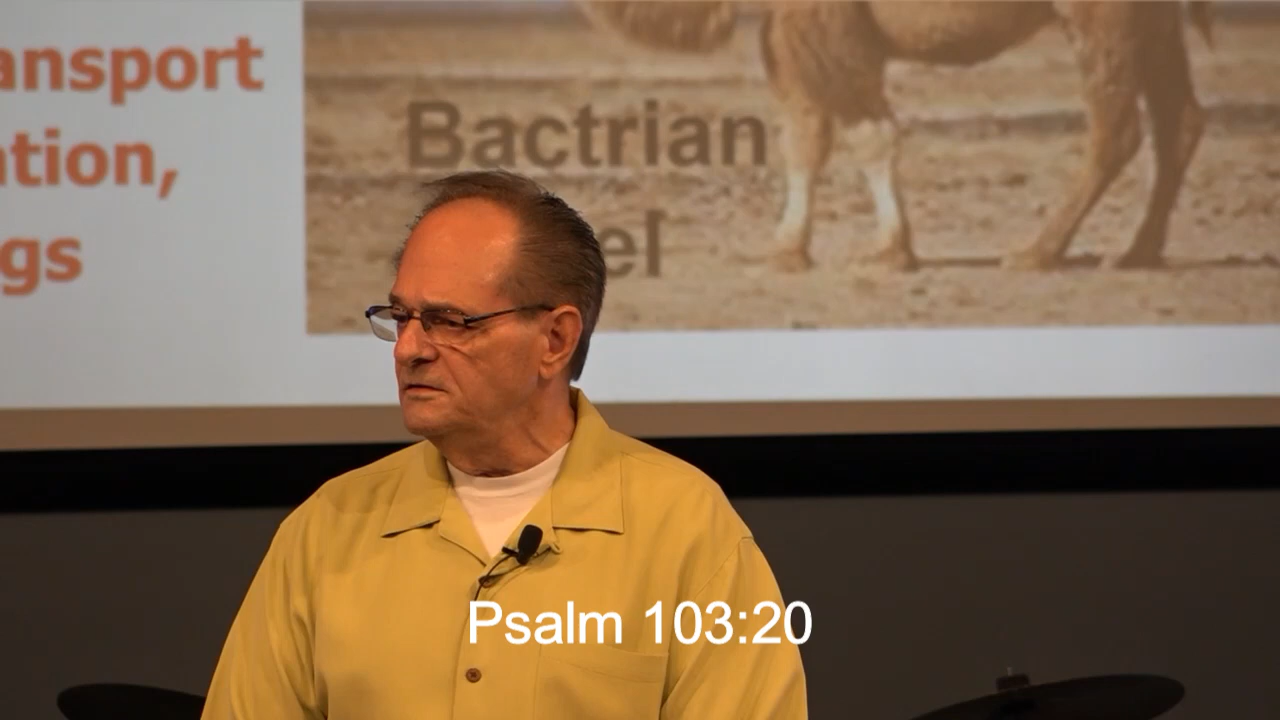 ansport
ation,
gs
Bactrian
el
Psalm 103:20